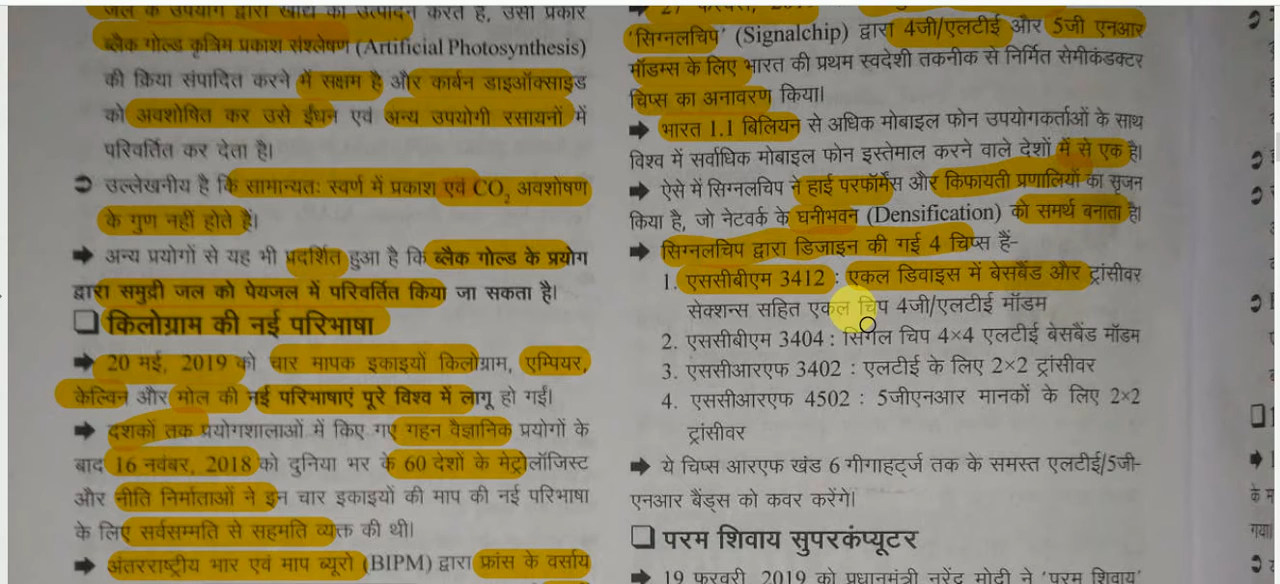 जल के उपयोग द्वारा खाद्य का उत्पादन करते हैं, उसी प्रकार
ब्लैक गोल्ड कृत्रिम प्रकाश संश्लेषण (Artificial Photosynthesis)
की क्रिया संपादित करने में सक्षम है और कार्बन डाइऑक्साइड
को अवशोषित कर उसे ईंधन एवं अन्य उपयोगी रसायनों में
परिवर्तित कर देता है।
➲ उल्लेखनीय है कि सामान्यतः स्वर्ण में प्रकाश एवं CO₂ अवशोषण
के गुण नहीं होते हैं।
➡ अन्य प्रयोगों से यह भी प्रदर्शित हुआ है कि ब्लैक गोल्ड के प्रयोग
द्वारा समुद्री जल को पेयजल में परिवर्तित किया जा सकता है।
❑ किलोग्राम की नई परिभाषा
➡ 20 मई, 2019 को चार मापक इकाइयों किलोग्राम, एम्पियर,
केल्विन और मोल की नई परिभाषाएं पूरे विश्व में लागू हो गईं।
➡ दशकों तक प्रयोगशालाओं में किए गए गहन वैज्ञानिक प्रयोगों के
बाद 16 नवंबर, 2018 को दुनिया भर के 60 देशों के मेट्रोलॉजिस्ट
और नीति निर्माताओं ने इन चार इकाइयों की माप की नई परिभाषा
के लिए सर्वसम्मति से सहमति व्यक्त की थी।
➡ अंतरराष्ट्रीय भार एवं माप ब्यूरो (BIPM) द्वारा फ्रांस के वर्साय
➡ 27 फरवरी,
'सिग्नलचिप' (Signalchip) द्वारा 4जी/एलटीई और 5जी एनआर
मॉडम्स के लिए भारत की प्रथम स्वदेशी तकनीक से निर्मित सेमीकंडक्टर
चिप्स का अनावरण किया।
➡ भारत 1.1 बिलियन से अधिक मोबाइल फोन उपयोगकर्ताओं के साथ
विश्व में सर्वाधिक मोबाइल फोन इस्तेमाल करने वाले देशों में से एक है।
➡ ऐसे में सिग्नलचिप ने हाई परफॉर्मेंस और किफायती प्रणालियों का सृजन
किया है, जो नेटवर्क के घनीभवन (Densification) को समर्थ बनाता है।
➡ सिग्नलचिप द्वारा डिजाइन की गई 4 चिप्स हैं-
1. एससीबीएम 3412 : एकल डिवाइस में बेसबैंड और ट्रांसीवर
सेक्शन्स सहित एकल चिप 4जी/एलटीई मॉडम
2. एससीबीएम 3404 : सिंगल चिप 4×4 एलटीई बेसबैंड मॉडम
3. एससीआरएफ 3402 : एलटीई के लिए 2×2 ट्रांसीवर
4. एससीआरएफ 4502 : 5जीएनआर मानकों के लिए 2×2
ट्रांसीवर
➡ ये चिप्स आरएफ खंड 6 गीगाहर्ट्ज तक के समस्त एलटीई/5जी-
एनआर बैंड्स को कवर करेंगे।
❑ परम शिवाय सुपरकंप्यूटर
➡ 19 फरवरी, 2019 को प्रधानमंत्री नरेंद्र मोदी ने 'परम शिवाय'
के म
गया।